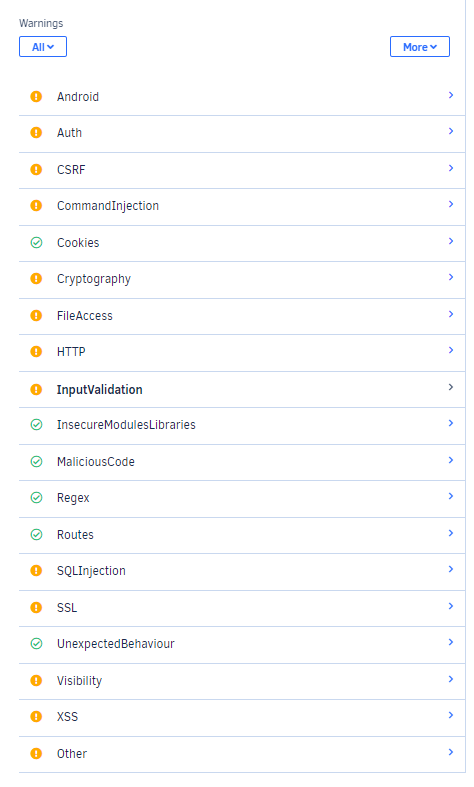 Warnings
All
More
Android
Auth
CSRF
CommandInjection
Cookies
Cryptography
FileAccess
HTTP
InputValidation
InsecureModulesLibraries
MaliciousCode
Regex
Routes
SQLInjection
SSL
UnexpectedBehaviour
Visibility
XSS
Other